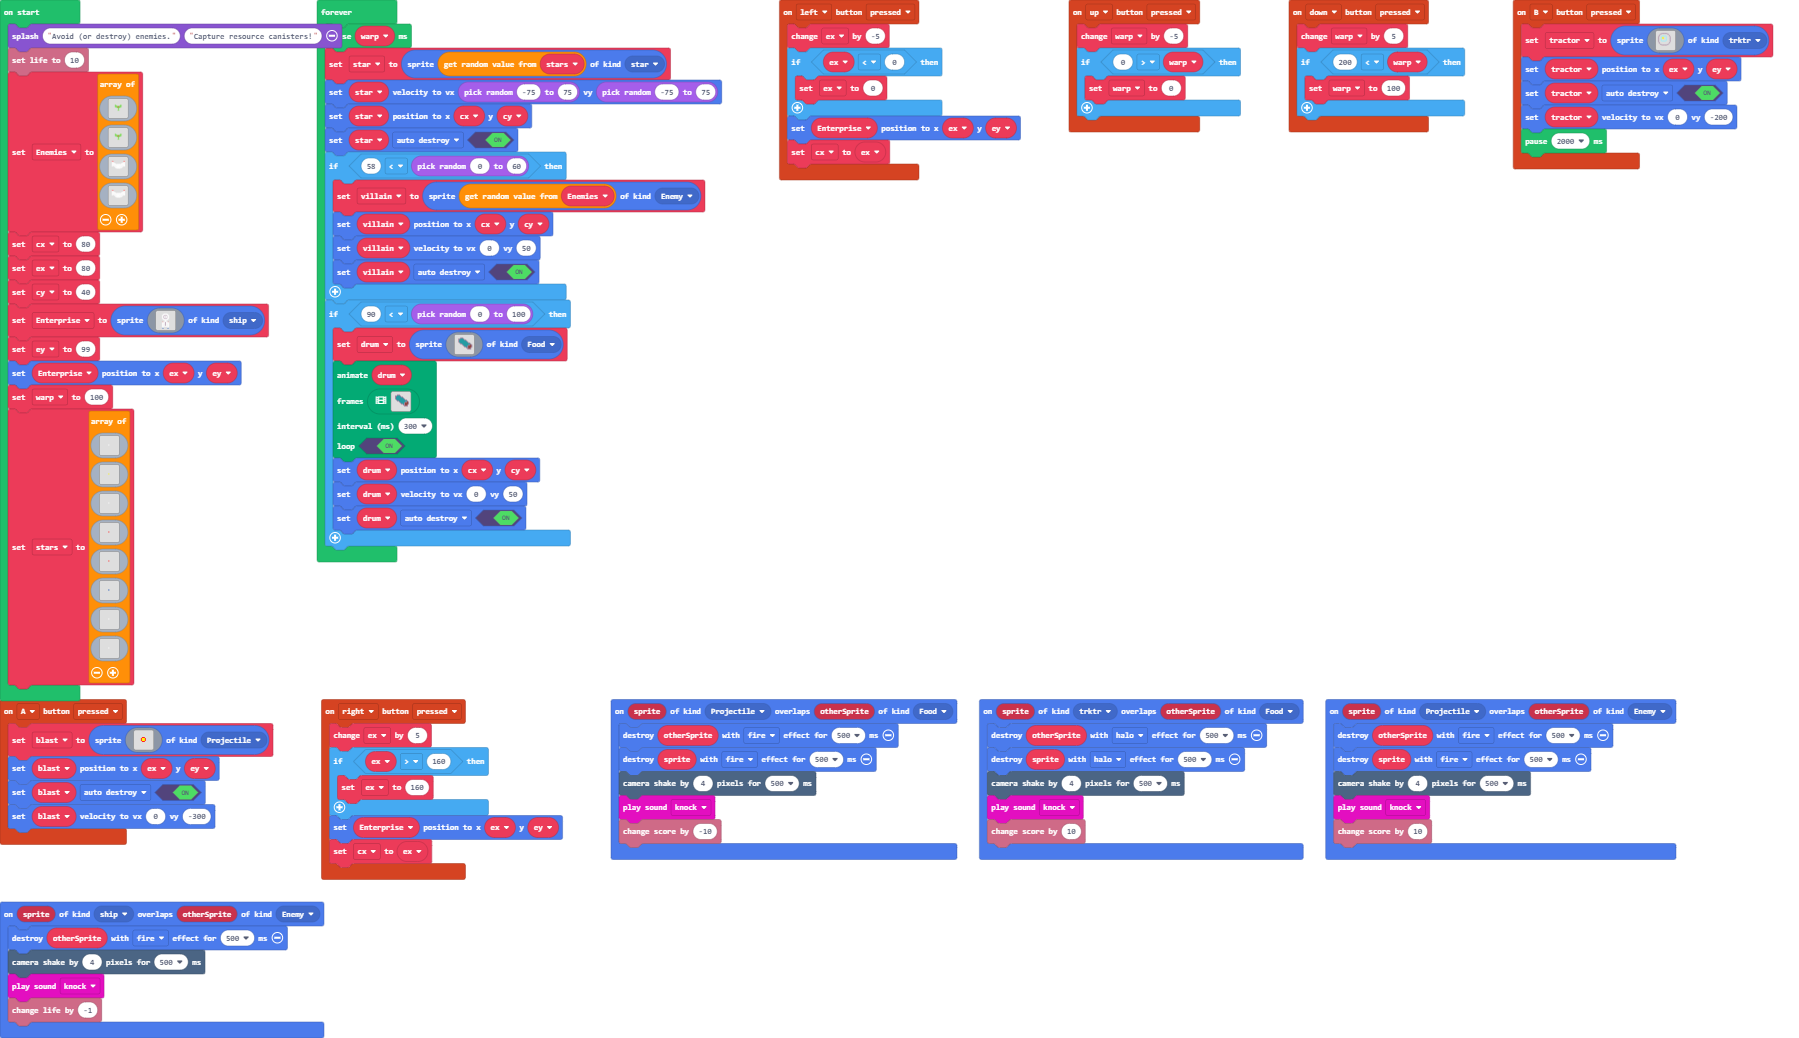 on start
splash "Avoid (or destroy) enemies." "Capture resource canisters!"
set life to 10
set Enemies to array of
set cx to 80
set ex to 80
set cy to 40
set Enterprise to sprite of kind ship
set ey to 99
set Enterprise position to x ex y ey
set warp to 100
set stars to array of
forever
se warp ms
set star to sprite get random value from stars of kind star
set star velocity to vx pick random -75 to 75 vy pick random -75 to 75
set star position to x cx y cy
set star auto destroy ON
if 58 < pick random 0 to 60 then
set villain to sprite get random value from Enemies of kind Enemy
set villain position to x cx y cy
set villain velocity to vx 0 vy 50
set villain auto destroy ON
if 90 < pick random 0 to 100 then
set drum to sprite of kind Food
animate drum
frames
interval (ms) 300
loop ON
set drum position to x cx y cy
set drum velocity to vx 0 vy 50
set drum auto destroy ON
on left button pressed
change ex by -5
if ex < 0 then
set ex to 0
set Enterprise position to x ex y ey
set cx to ex
on up button pressed
change warp by -5
if 0 > warp then
set warp to 0
on down button pressed
change warp by 5
if 200 < warp then
set warp to 100
on B button pressed
set tractor to sprite of kind trktr
set tractor position to x ex y ey
set tractor auto destroy ON
set tractor velocity to vx 0 vy -200
pause 2000 ms
on A button pressed
set blast to sprite of kind Projectile
set blast position to x ex y ey
set blast auto destroy ON
set blast velocity to vx 0 vy -300
on right button pressed
change ex by 5
if ex > 160 then
set ex to 160
set Enterprise position to x ex y ey
set cx to ex
on sprite of kind Projectile overlaps otherSprite of kind Food
destroy otherSprite with fire effect for 500 ms
destroy sprite with fire effect for 500 ms
camera shake by 4 pixels for 500 ms
play sound knock
change score by -10
on sprite of kind trktr overlaps otherSprite of kind Food
destroy otherSprite with halo effect for 500 ms
destroy sprite with halo effect for 500 ms
camera shake by 4 pixels for 500 ms
play sound knock
change score by 10
on sprite of kind Projectile overlaps otherSprite of kind Enemy
destroy otherSprite with fire effect for 500 ms
destroy sprite with fire effect for 500 ms
camera shake by 4 pixels for 500 ms
play sound knock
change score by 10
on sprite of kind ship overlaps otherSprite of kind Enemy
destroy otherSprite with fire effect for 500 ms
camera shake by 4 pixels for 500 ms
play sound knock
change life by -1